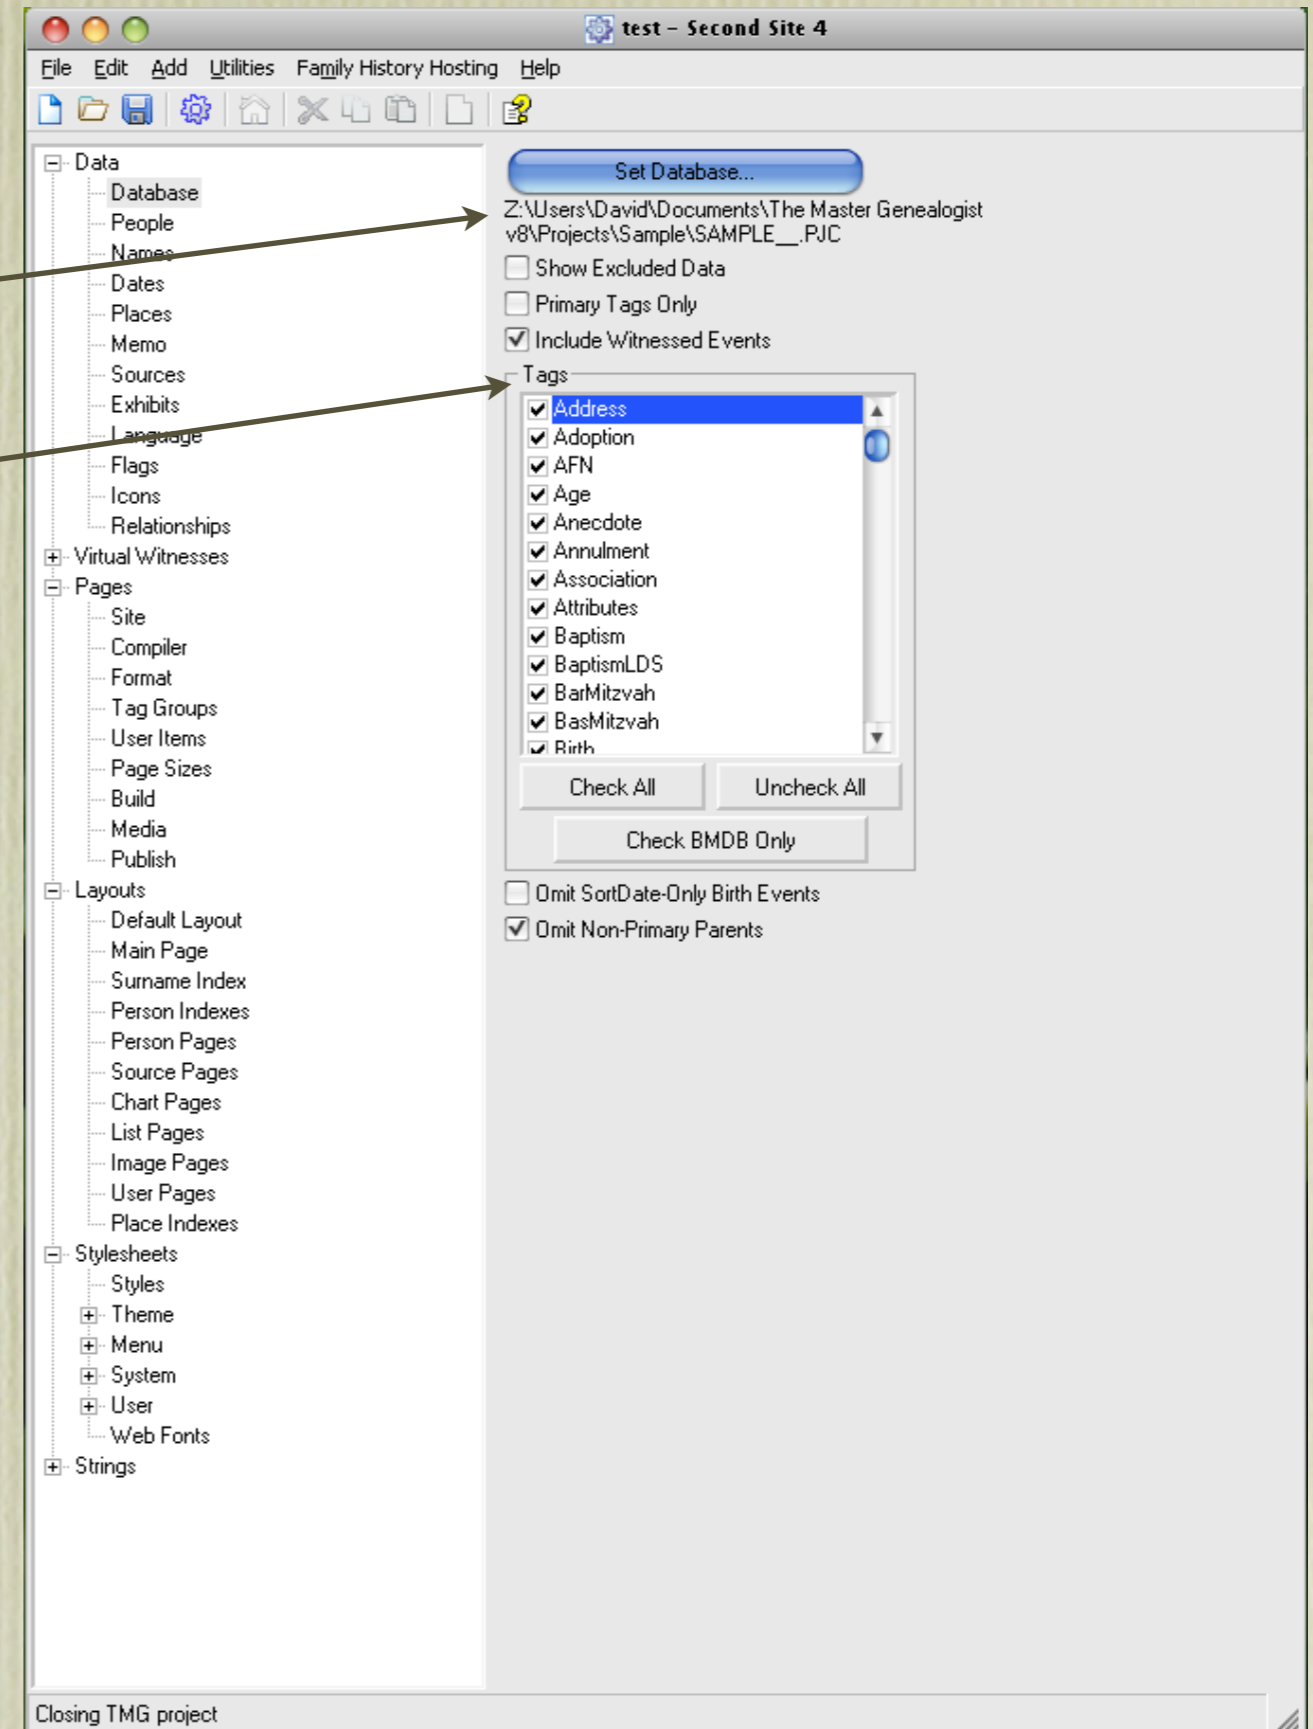 test - Second Site 4
File Edit Add Utilities Family History Hosting Help
Data
Database
People
Names
Dates
Places
Memo
Sources
Exhibits
Language
Flags
Icons
Relationships
Virtual Witnesses
Pages
Site
Compiler
Format
Tag Groups
User Items
Page Sizes
Build
Media
Publish
Layouts
Default Layout
Main Page
Surname Index
Person Indexes
Person Pages
Source Pages
Chart Pages
List Pages
Image Pages
User Pages
Place Indexes
Stylesheets
Styles
Theme
Menu
System
User
Web Fonts
Strings
Set Database...
Z:\Users\David\Documents\The Master Genealogist
v8\Projects\Sample\SAMPLE__.PJC
Show Excluded Data
Primary Tags Only
Include Witnessed Events
Tags
Address
Adoption
AFN
Age
Anecdote
Annulment
Association
Attributes
Baptism
BaptismLDS
BarMitzvah
BasMitzvah
Birth
Check All Uncheck All
Check BMDB Only
Omit SortDate-Only Birth Events
Omit Non-Primary Parents
Closing TMG project